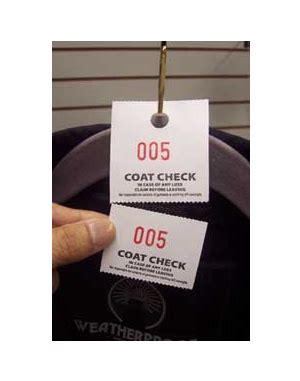 005
COAT CHECK
IN CASE OF ANY LOSS
CLAIM BEFORE LEAVING
005
COAT CHECK
IN CASE OF ANY LOSS
CLAIM BEFORE LEAVING